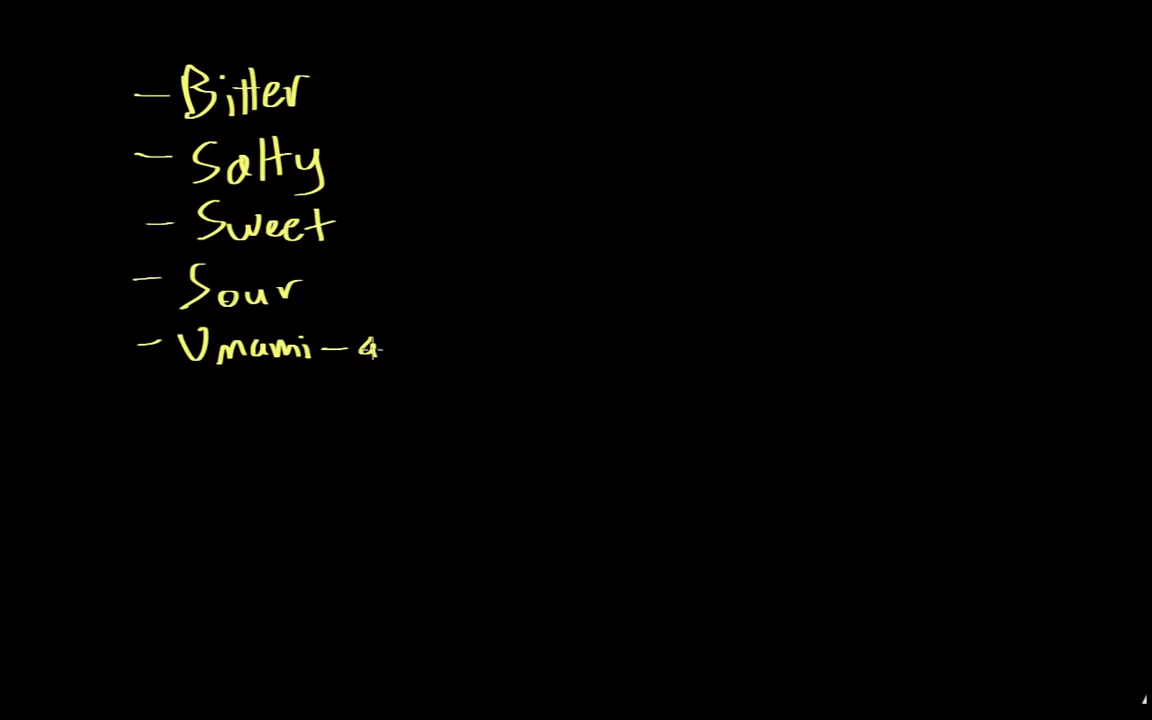 - Bitter
- Salty
- Sweet
- Sour
- Umami -